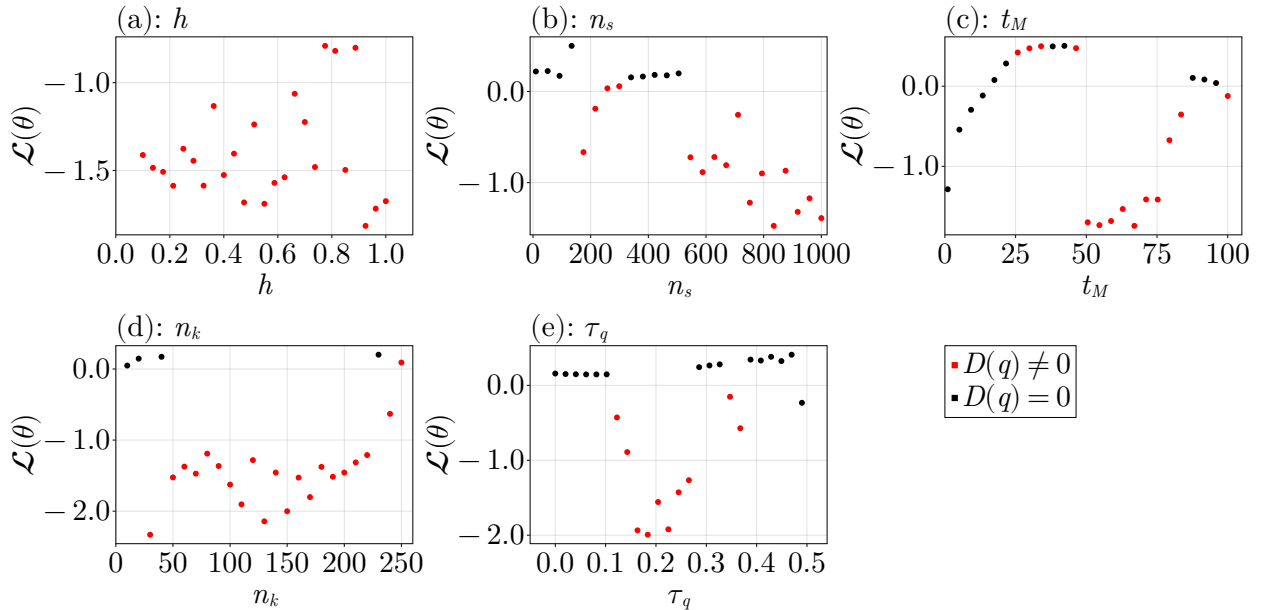 (a): h
(b): n_s
(c): t_M
ℒ(θ)
− 1.0
− 1.5
0.0 0.2 0.4 0.6 0.8 1.0
h
ℒ(θ)
0.0
− 1.0
0 200 400 600 800 1000
n_s
ℒ(θ)
0.0
− 1.0
0 25 50 75 100
t_M
(d): n_k
(e): τ_q
ℒ(θ)
0.0
− 1.0
− 2.0
0 50 100 150 200 250
n_k
ℒ(θ)
0.0
− 1.0
− 2.0
0.0 0.1 0.2 0.3 0.4 0.5
τ_q
D(q) ≠ 0
D(q) = 0